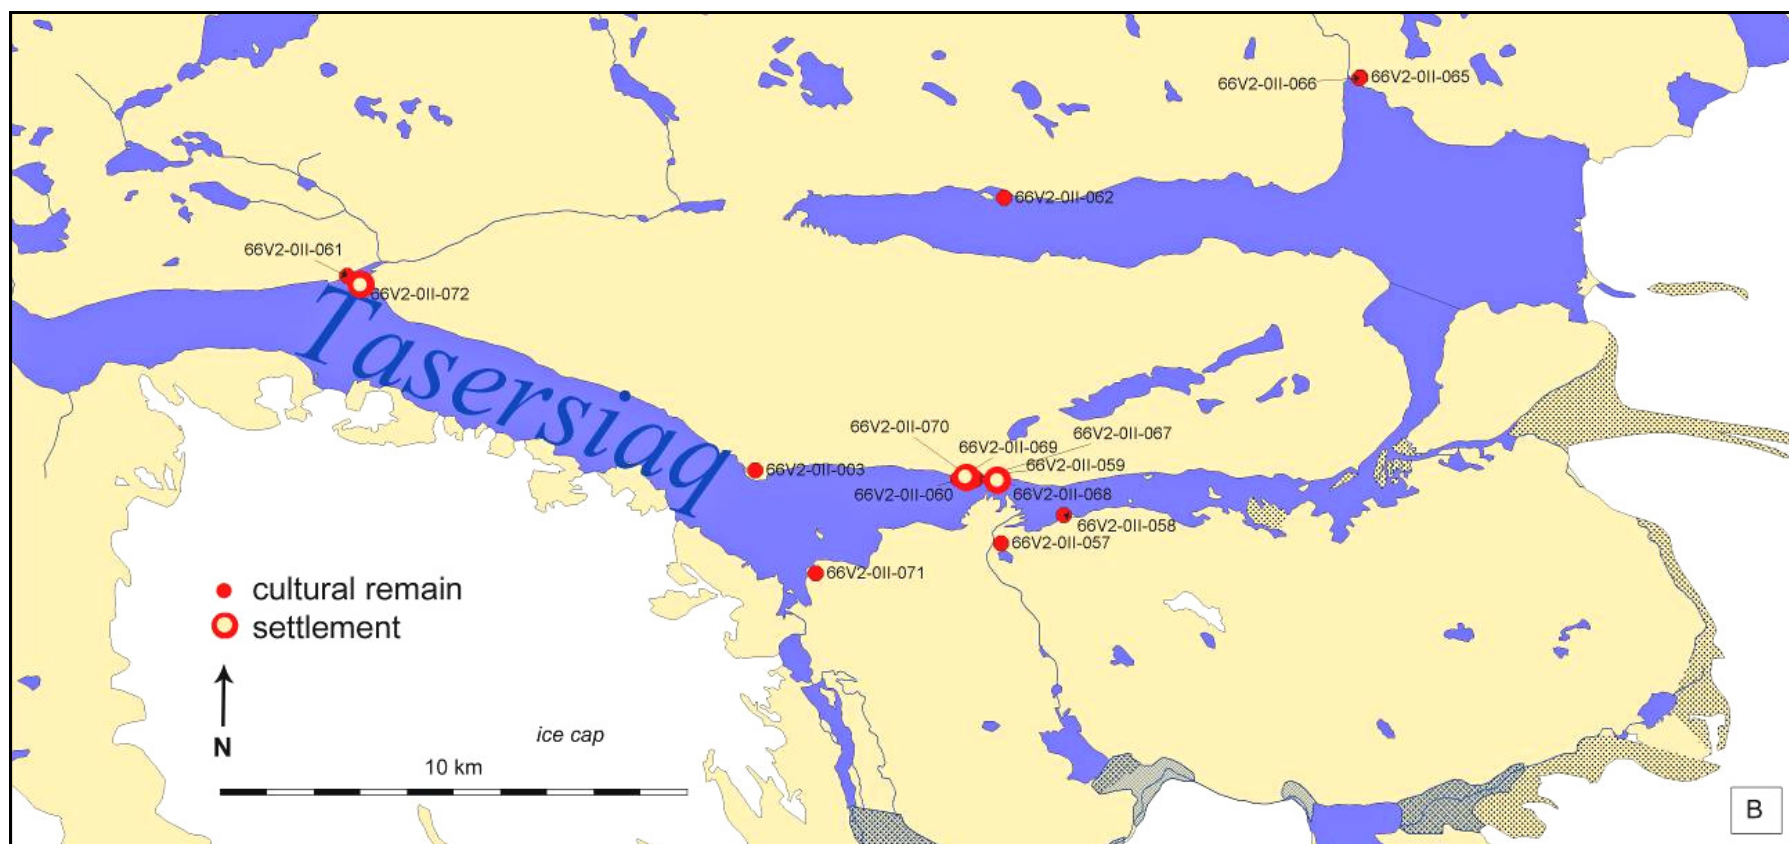 66V2-0II-066
66V2-0II-065
66V2-0II-062
66V2-0II-061
66V2-0II-072
Tasersiaq
66V2-0II-070
66V2-0II-067
66V2-0II-069
66V2-0II-003
66V2-0II-059
66V2-0II-060
66V2-0II-068
66V2-0II-058
66V2-0II-057
66V2-0II-071
cultural remain
settlement
N
ice cap
10 km
B